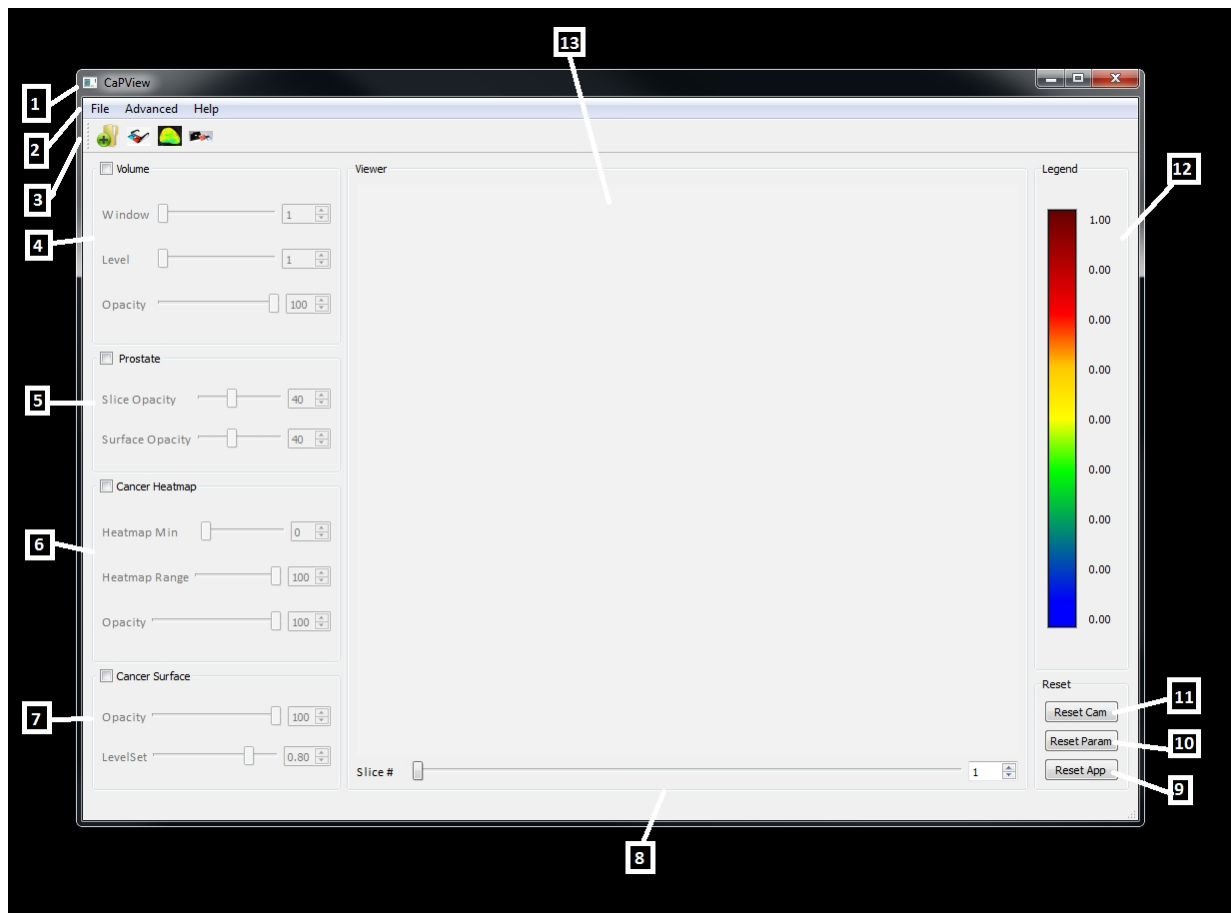 13
CaPView
1
File Advanced Help
2
3
Volume
Viewer
Legend
12
Window 1
1.00
4
Level 1
0.00
Opacity 100
0.00
Prostate
0.00
5
Slice Opacity 40
0.00
Surface Opacity 40
0.00
Cancer Heatmap
6
Heatmap Min 0
0.00
Heatmap Range 100
0.00
Opacity 100
0.00
Cancer Surface
Reset
11
7
Opacity 100
Reset Cam
10
Reset Param
LevelSet 0.80
Slice # 1
Reset App
9
8